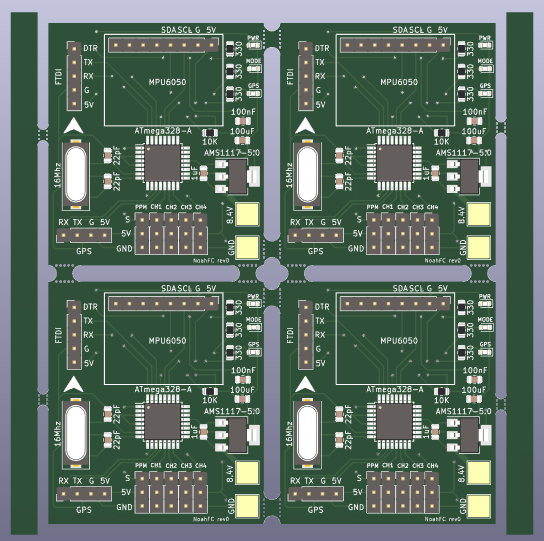 SDA SCL G 5V
PWR
DTR
330
TX
MODE
RX
330
FTDI
MPU6050
G
GPS
5V
330
100nF
ATmega328-A
100uF
10K
22pF
AMS1117-5.0
16Mhz
22pF
1uF
PPM CH1 CH2 CH3 CH4
RX TX G 5V
S
8.4V
5V
GPS
GND
GND
NoahFC rev0
SDA SCL G 5V
PWR
DTR
330
TX
MODE
RX
330
FTDI
MPU6050
G
GPS
5V
330
100nF
ATmega328-A
100uF
10K
22pF
AMS1117-5.0
16Mhz
22pF
1uF
PPM CH1 CH2 CH3 CH4
RX TX G 5V
S
8.4V
5V
GPS
GND
GND
NoahFC rev0
SDA SCL G 5V
PWR
DTR
330
TX
MODE
RX
330
FTDI
MPU6050
G
GPS
5V
330
100nF
ATmega328-A
100uF
10K
22pF
AMS1117-5.0
16Mhz
22pF
1uF
PPM CH1 CH2 CH3 CH4
RX TX G 5V
S
8.4V
5V
GPS
GND
GND
NoahFC rev0
SDA SCL G 5V
PWR
DTR
330
TX
MODE
RX
330
FTDI
MPU6050
G
GPS
5V
330
100nF
ATmega328-A
100uF
10K
22pF
AMS1117-5.0
16Mhz
22pF
1uF
PPM CH1 CH2 CH3 CH4
RX TX G 5V
S
8.4V
5V
GPS
GND
GND
NoahFC rev0